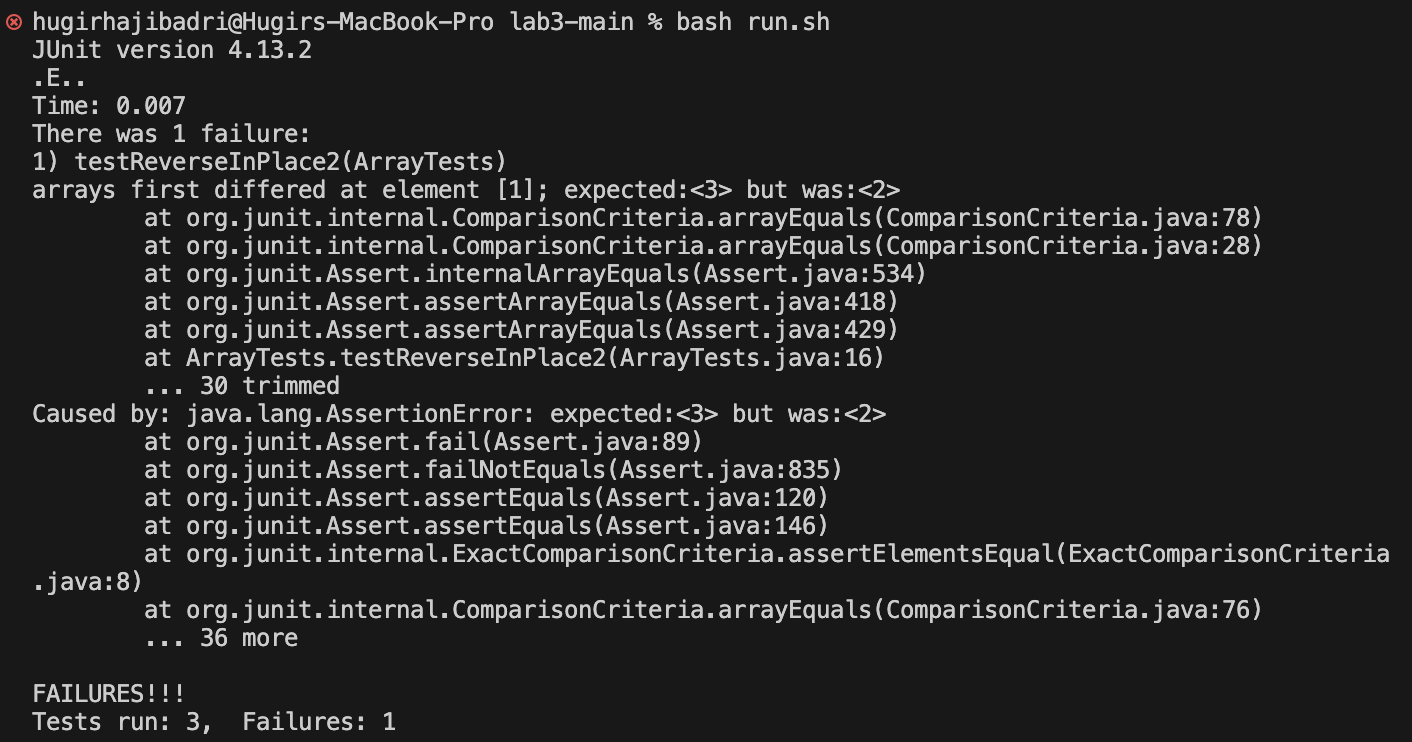 hugirhajibadri@Hugirs-MacBook-Pro lab3-main % bash run.sh
JUnit version 4.13.2
.E..
Time: 0.007
There was 1 failure:
1) testReverseInPlace2(ArrayTests)
arrays first differed at element [1]; expected:<3> but was:<2>
        at org.junit.internal.ComparisonCriteria.arrayEquals(ComparisonCriteria.java:78)
        at org.junit.internal.ComparisonCriteria.arrayEquals(ComparisonCriteria.java:28)
        at org.junit.Assert.internalArrayEquals(Assert.java:534)
        at org.junit.Assert.assertArrayEquals(Assert.java:418)
        at org.junit.Assert.assertArrayEquals(Assert.java:429)
        at ArrayTests.testReverseInPlace2(ArrayTests.java:16)
        ... 30 trimmed
Caused by: java.lang.AssertionError: expected:<3> but was:<2>
        at org.junit.Assert.fail(Assert.java:89)
        at org.junit.Assert.failNotEquals(Assert.java:835)
        at org.junit.Assert.assertEquals(Assert.java:120)
        at org.junit.Assert.assertEquals(Assert.java:146)
        at org.junit.internal.ExactComparisonCriteria.assertElementsEqual(ExactComparisonCriteria
.java:8)
        at org.junit.internal.ComparisonCriteria.arrayEquals(ComparisonCriteria.java:76)
        ... 36 more

FAILURES!!!
Tests run: 3,  Failures: 1